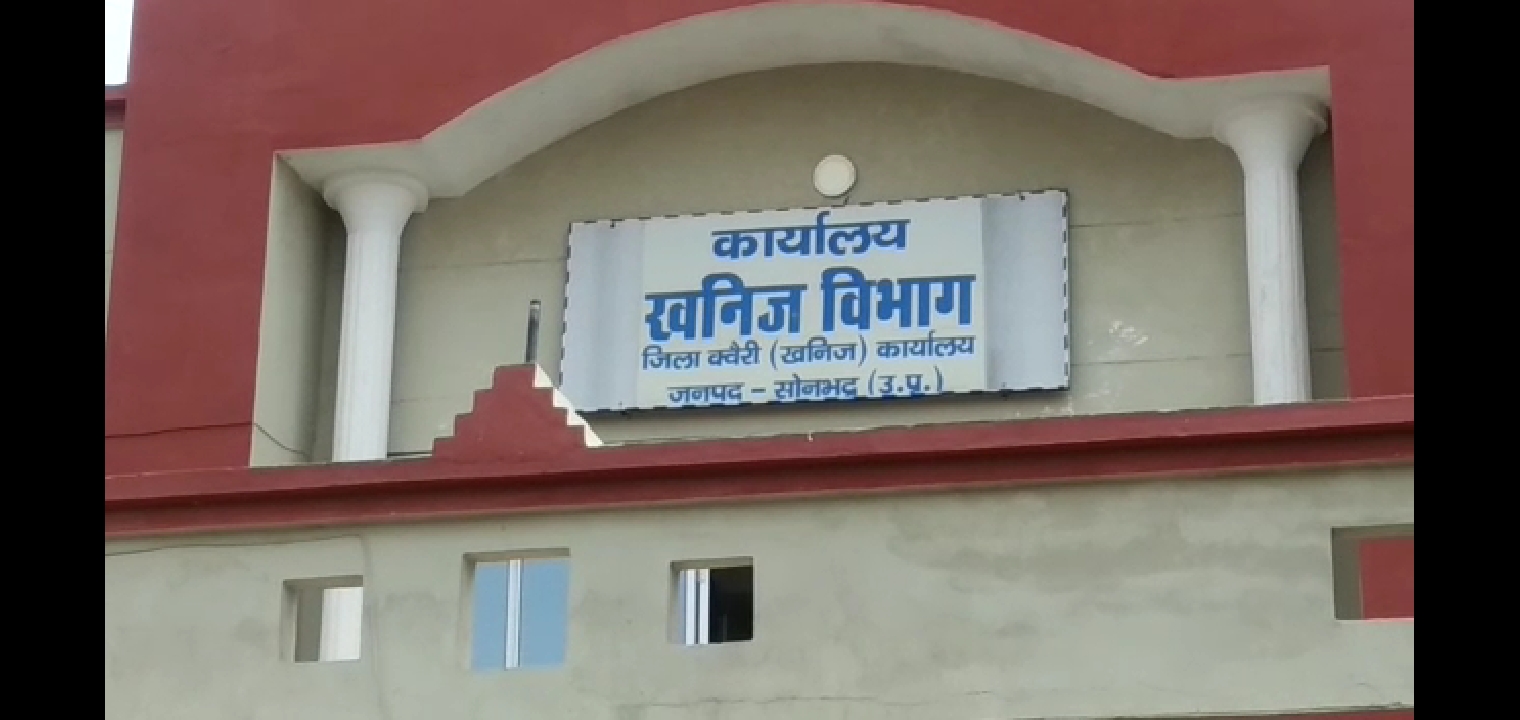 कार्यालय
खनिज विभाग
जिला क्वैरी (खनिज) कार्यालय
जनपद - सोनभद्र (उ.प्र.)